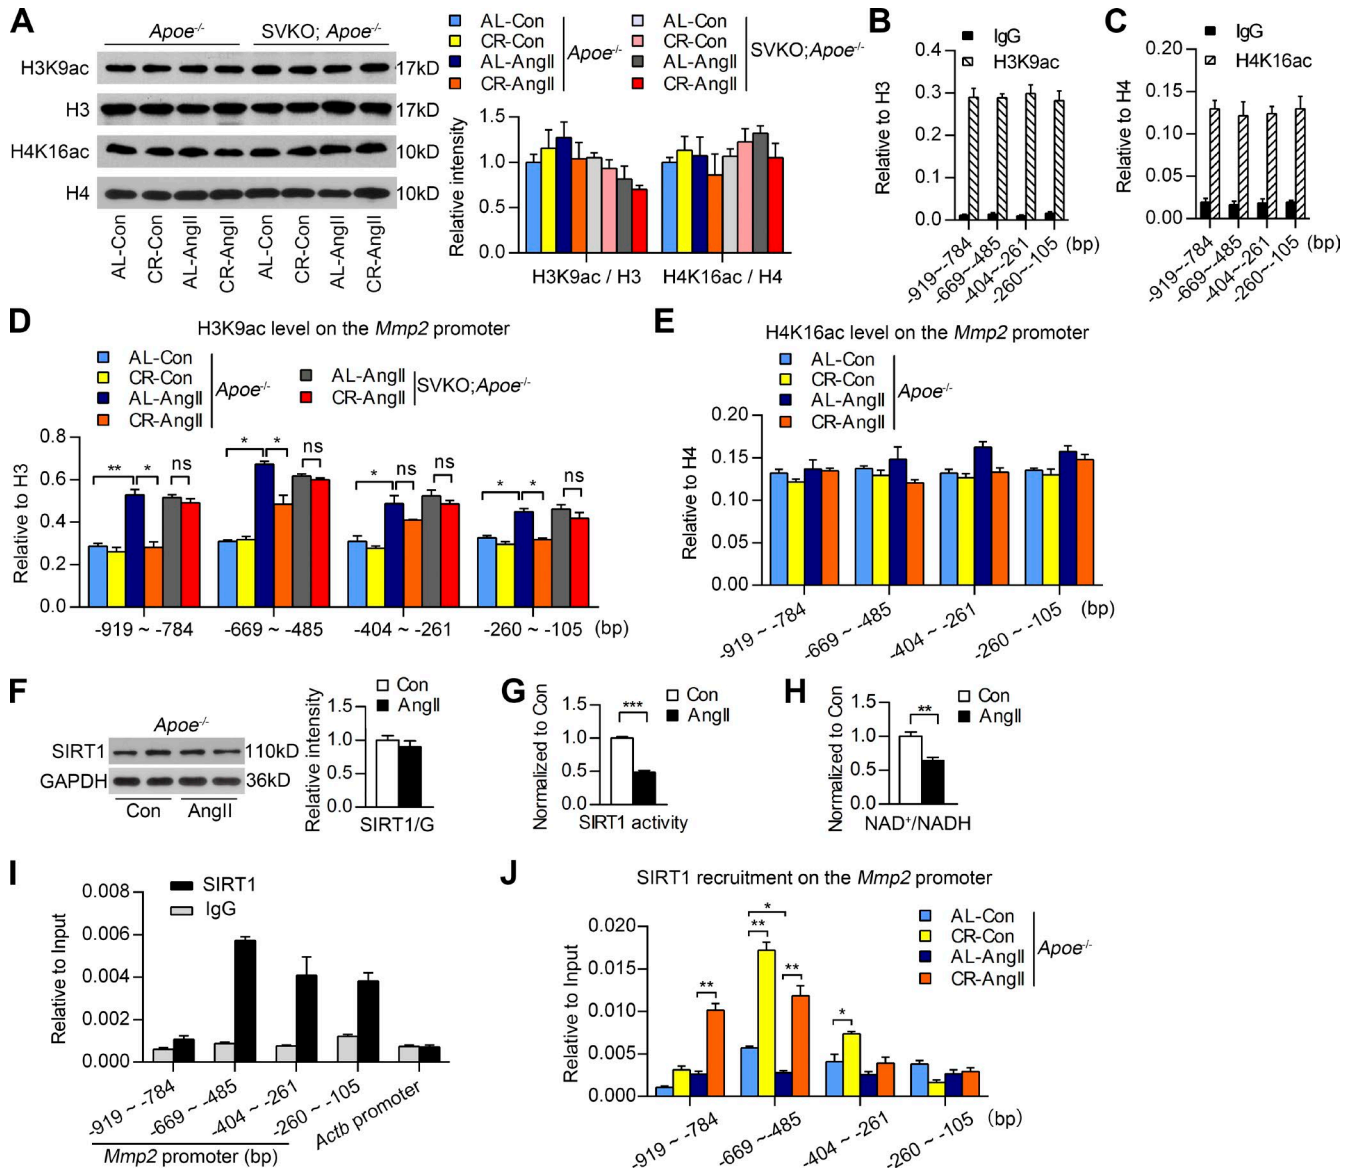 A
Apoe-/-
SVKO; Apoe-/-
H3K9ac
17kD
H3
17kD
H4K16ac
10kD
H4
10kD
AL-Con
CR-Con
AL-AngII
CR-AngII
AL-Con
CR-Con
AL-AngII
CR-AngII
AL-Con
CR-Con
AL-AngII
CR-AngII
Apoe-/-
AL-Con
CR-Con
AL-AngII
CR-AngII
SVKO;Apoe-/-
Relative intensity
1.5
1.0
0.5
0.0
H3K9ac / H3
H4K16ac / H4
B
IgG
H3K9ac
Relative to H3
0.4
0.3
0.2
0.1
0.0
-919~-784
-669~-485
-404~-261
-260~-105
(bp)
C
IgG
H4K16ac
Relative to H4
0.20
0.15
0.10
0.05
0.00
-919~-784
-669~-485
-404~-261
-260~-105
(bp)
D
H3K9ac level on the Mmp2 promoter
AL-Con
CR-Con
AL-AngII
CR-AngII
Apoe-/-
AL-AngII
CR-AngII
SVKO;Apoe-/-
Relative to H3
0.8
0.6
0.4
0.2
0.0
** * ns
* * ns
* ns ns
* * ns
-919 ~ -784
-669 ~ -485
-404 ~ -261
-260 ~ -105
(bp)
E
H4K16ac level on the Mmp2 promoter
AL-Con
CR-Con
AL-AngII
CR-AngII
Apoe-/-
Relative to H4
0.20
0.15
0.10
0.05
0.00
-919 ~ -784
-669 ~ -485
-404 ~ -261
-260 ~ -105
(bp)
F
Apoe-/-
SIRT1
110kD
GAPDH
36kD
Con
AngII
Con
AngII
Relative intensity
1.5
1.0
0.5
0.0
SIRT1/G
G
Con
AngII
Normalized to Con
1.5
1.0
0.5
0.0
***
SIRT1 activity
H
Con
AngII
Normalized to Con
1.5
1.0
0.5
0.0
**
NAD+/NADH
I
SIRT1
IgG
Relative to Input
0.008
0.006
0.004
0.002
0.000
-919 ~ -784
-669 ~ -485
-404 ~ -261
-260 ~ -105
Actb promoter
Mmp2 promoter (bp)
J
SIRT1 recruitment on the Mmp2 promoter
AL-Con
CR-Con
AL-AngII
CR-AngII
Apoe-/-
Relative to Input
0.020
0.015
0.010
0.005
0.000
**
*
**
**
*
-919 ~ -784
-669 ~ -485
-404 ~ -261
-260 ~ -105
(bp)